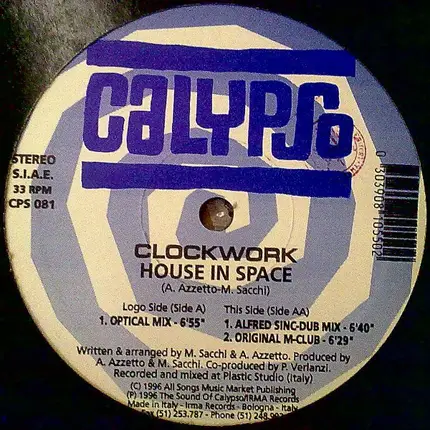 CALYPSO
STEREO
S.I.A.E.
33 RPM
CPS 081
0 303908 105502
CLOCKWORK
HOUSE IN SPACE
(A. Azzetto-M. Sacchi)
Logo Side (Side A)
1. OPTICAL MIX - 6'55"
This Side (Side AA)
1. ALFRED SINC-DUB MIX - 6'40"
2. ORIGINAL M-CLUB - 6'29"
Written & arranged by M. Sacchi & A. Azzetto. Produced by
A. Azzetto & M. Sacchi. Co-produced by P. Verlanzi.
Recorded and mixed at Plastic Studio (Italy)
(C) 1996 All Songs Music Market Publishing
(P) 1996 The Sound Of Calypso/IRMA Records
Made in Italy - Irma Records - Bologna - Italy
Fax (51) 253.787 - Phone (51) 248.992